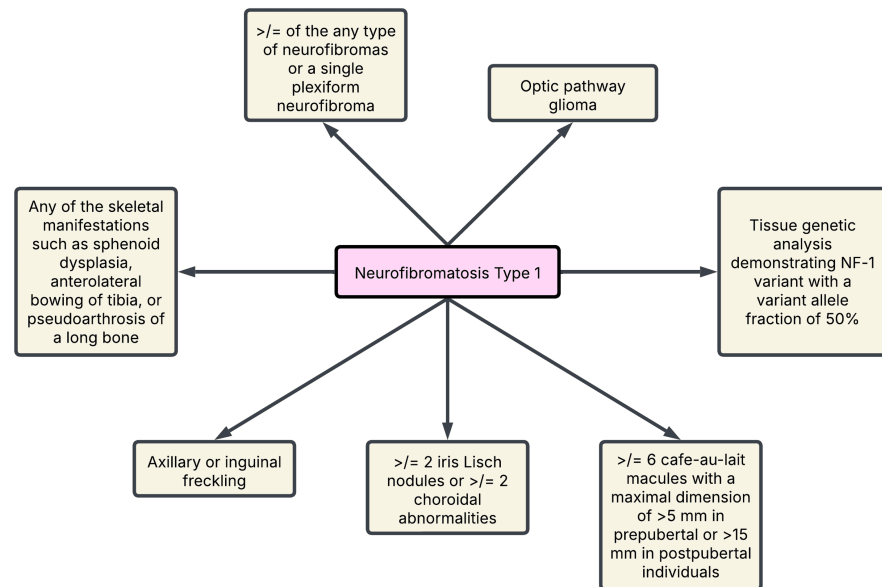 >/= of the any type
of neurofibromas
or a single
plexiform
neurofibroma
Optic pathway
glioma
Any of the skeletal
manifestations
such as sphenoid
dysplasia,
anterolateral
bowing of tibia, or
pseudoarthrosis of
a long bone
Neurofibromatosis Type 1
Tissue genetic
analysis
demonstrating NF-1
variant with a
variant allele
fraction of 50%
Axillary or inguinal
freckling
>/= 2 iris Lisch
nodules or >/= 2
choroidal
abnormalities
>/= 6 cafe-au-lait
macules with a
maximal dimension
of >5 mm in
prepubertal or >15
mm in postpubertal
individuals